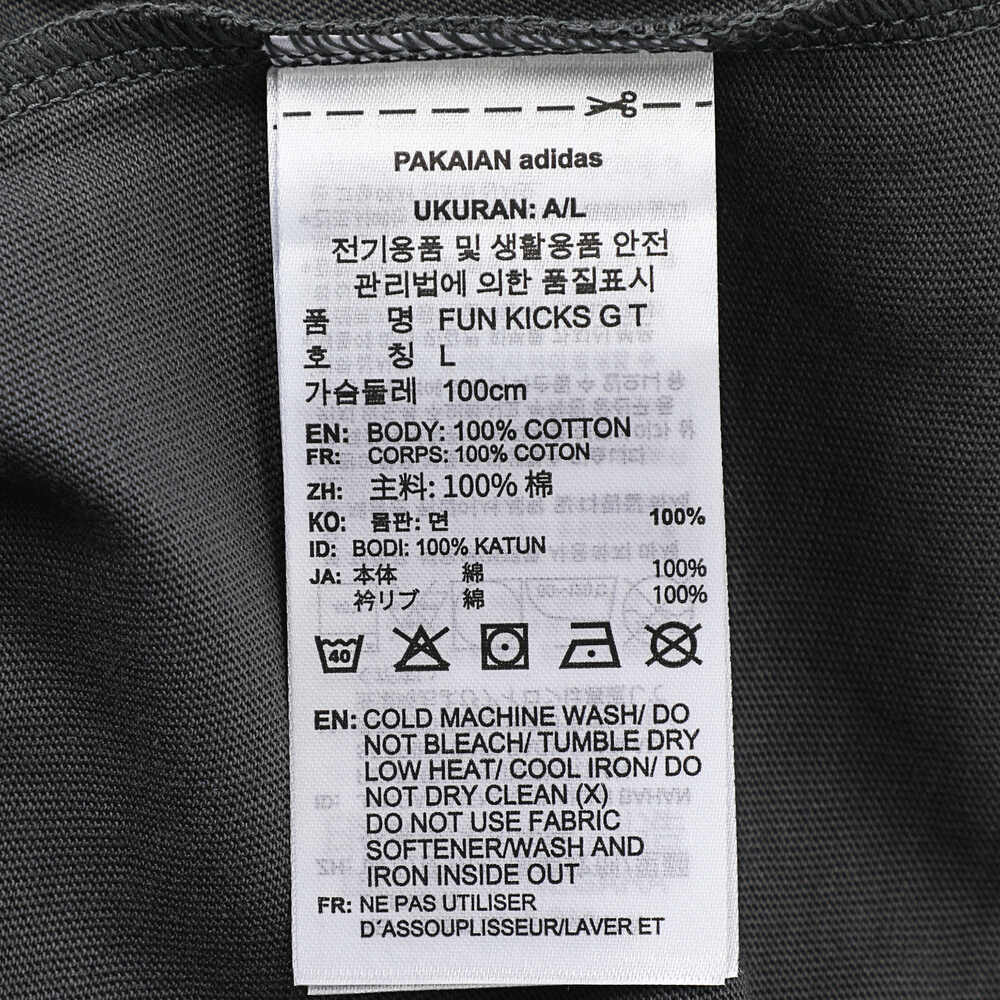 PAKAIAN adidas
UKURAN: A/L
전기용품 및 생활용품 안전
관리법에 의한 품질표시
품 명 FUN KICKS G T
호 칭 L
가슴둘레 100cm
EN: BODY: 100% COTTON
FR: CORPS: 100% COTON
ZH: 主料: 100% 棉
KO: 몸판: 면 100%
ID: BODI: 100% KATUN
JA: 本体 綿 100%
衿リブ 綿 100%
40
EN: COLD MACHINE WASH/ DO
NOT BLEACH/ TUMBLE DRY
LOW HEAT/ COOL IRON/ DO
NOT DRY CLEAN (X)
DO NOT USE FABRIC
SOFTENER/WASH AND
IRON INSIDE OUT
FR: NE PAS UTILISER
D´ASSOUPLISSEUR/LAVER ET